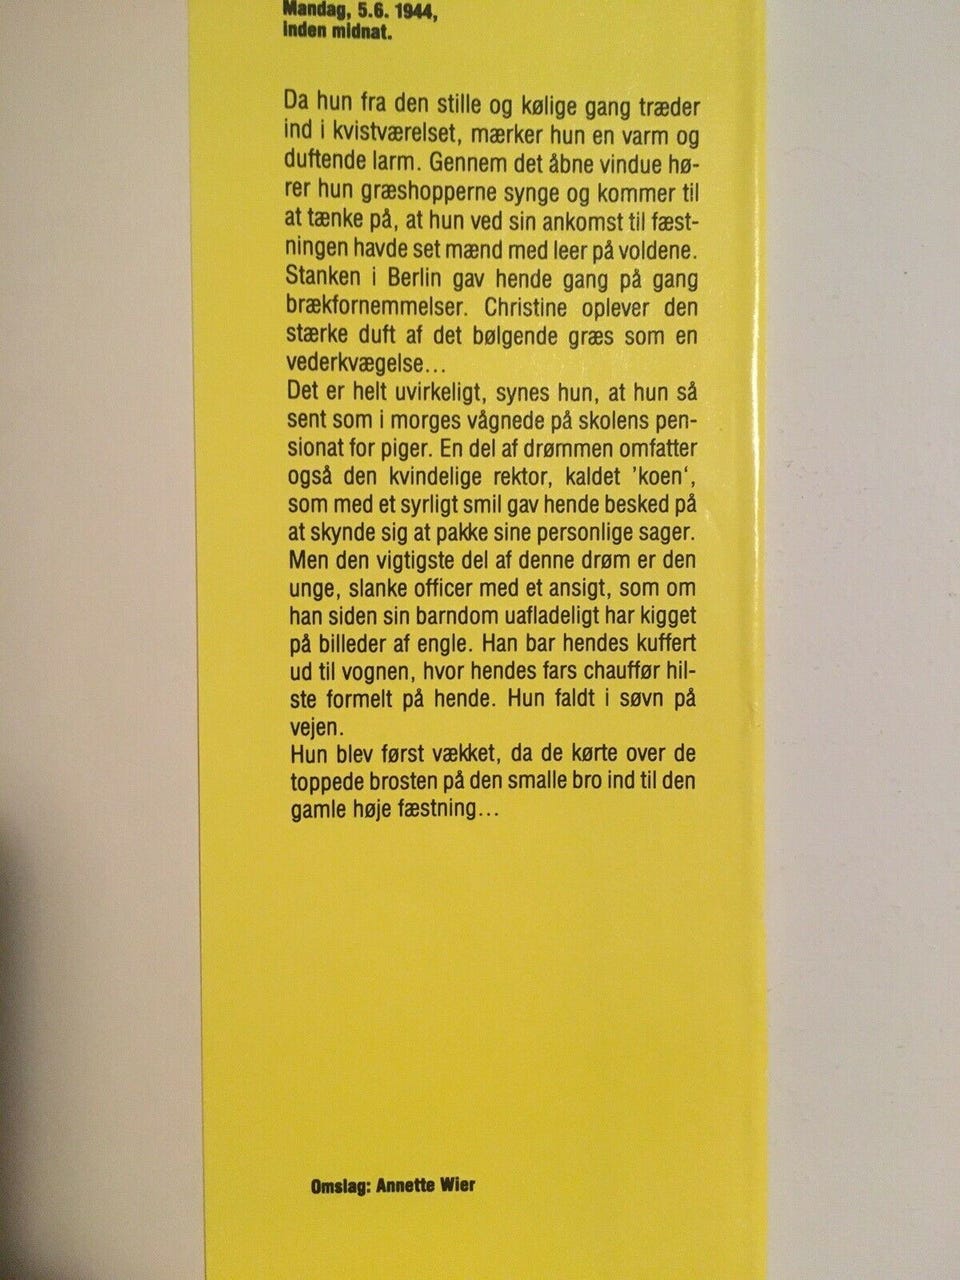 Mandag, 5.6. 1944,
inden midnat.
Da hun fra den stille og kølige gang træder
ind i kvistværelset, mærker hun en varm og
duftende larm. Gennem det åbne vindue hø-
rer hun græshopperne synge og kommer til
at tænke på, at hun ved sin ankomst til fæst-
ningen havde set mænd med leer på voldene.
Stanken i Berlin gav hende gang på gang
brækfornemmelser. Christine oplever den
stærke duft af det bølgende græs som en
vederkvægelse...
Det er helt uvirkeligt, synes hun, at hun så
sent som i morges vågnede på skolens pen-
sionat for piger. En del af drømmen omfatter
også den kvindelige rektor, kaldet 'koen‘,
som med et syrligt smil gav hende besked på
at skynde sig at pakke sine personlige sager.
Men den vigtigste del af denne drøm er den
unge, slanke officer med et ansigt, som om
han siden sin barndom uafladeligt har kigget
på billeder af engle. Han bar hendes kuffert
ud til vognen, hvor hendes fars chauffør hil-
ste formelt på hende. Hun faldt i søvn på
vejen.
Hun blev først vækket, da de kørte over de
toppede brosten på den smalle bro ind til den
gamle høje fæstning...
Omslag: Annette Wier